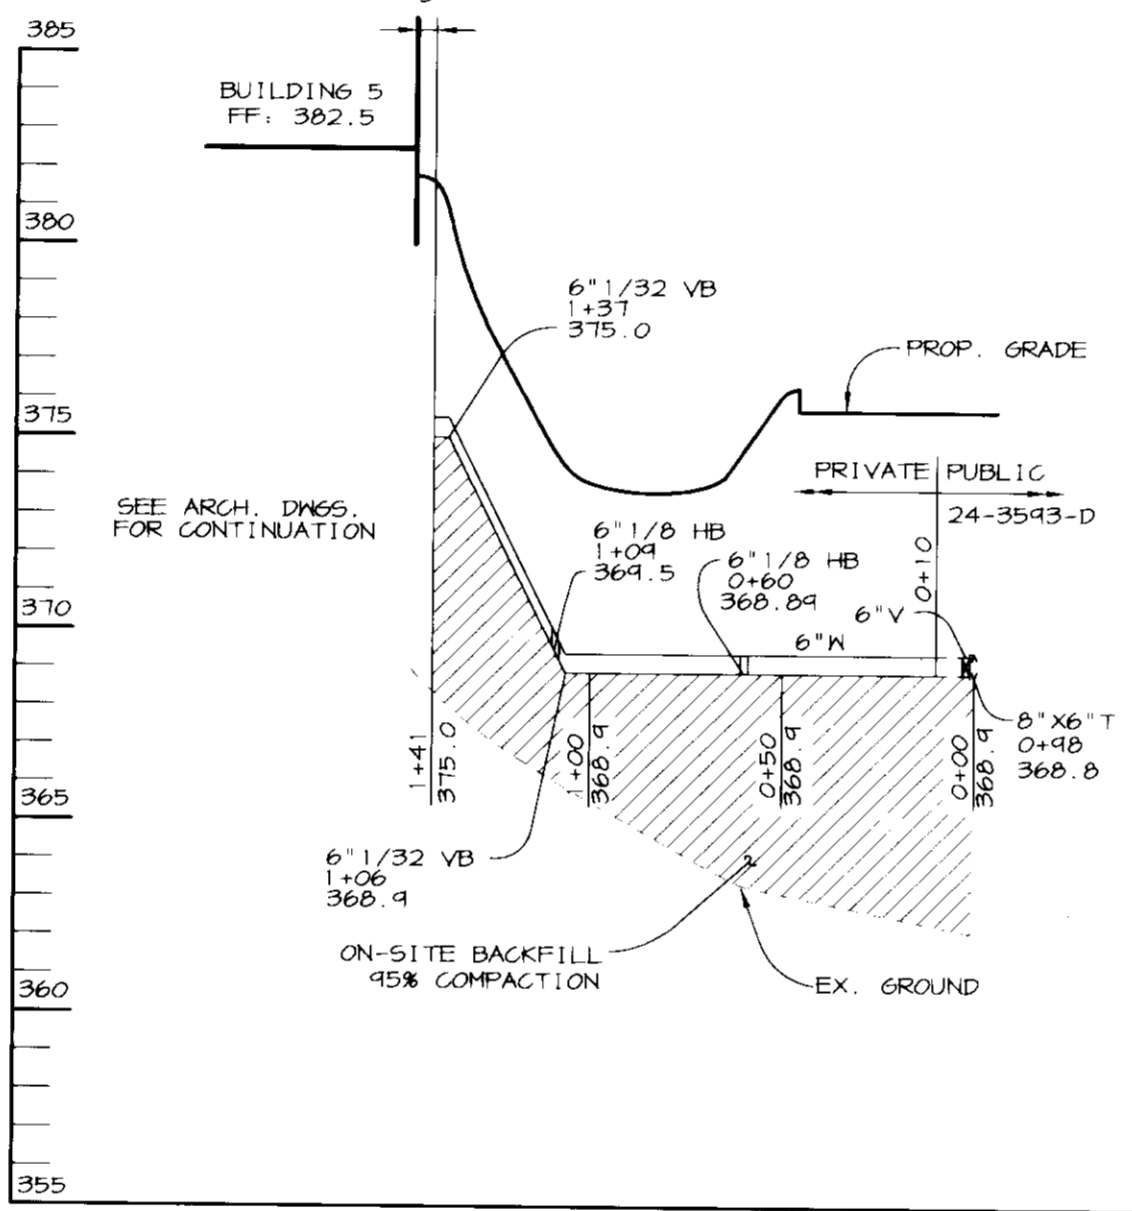 385
BUILDING 5
FF: 382.5
380
6" 1/32 VB
1+37
375.0
PROP. GRADE
375
PRIVATE PUBLIC
24-3593-D
SEE ARCH. DWGS.
FOR CONTINUATION
6" 1/8 HB
1+09
369.5
6" 1/8 HB
0+60
368.89
0+10
370
6"V
6"W
8"X6"T
0+98
368.8
1+41
375.0
1+00
368.9
0+50
368.9
0+00
368.9
365
6" 1/32 VB
1+06
368.9
ON-SITE BACKFILL
95% COMPACTION
EX. GROUND
360
355